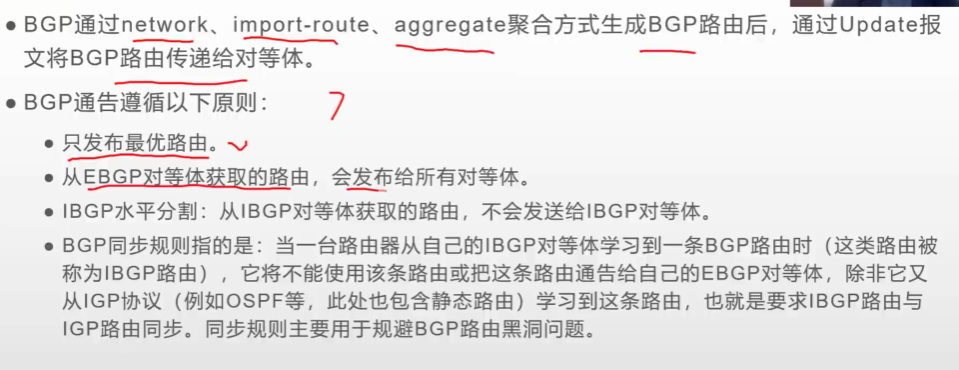 ● BGP通过network、import-route、aggregate聚合方式生成BGP路由后，通过Update报
文将BGP路由传递给对等体。
● BGP通告遵循以下原则：
● 只发布最优路由。
● 从EBGP对等体获取的路由，会发布给所有对等体。
● IBGP水平分割：从IBGP对等体获取的路由，不会发送给IBGP对等体。
● BGP同步规则指的是：当一台路由器从自己的IBGP对等体学习到一条BGP路由时（这类路由被
称为IBGP路由），它将不能使用该条路由或把这条路由通告给自己的EBGP对等体，除非它又
从IGP协议（例如OSPF等，此处也包含静态路由）学习到这条路由，也就是要求IBGP路由与
IGP路由同步。同步规则主要用于规避BGP路由黑洞问题。